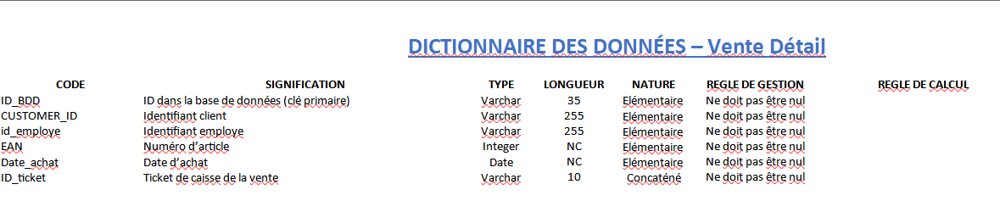 DICTIONNAIRE DES DONNÉES – Vente Détail
CODE SIGNIFICATION TYPE LONGUEUR NATURE REGLE DE GESTION REGLE DE CALCUL
ID_BDD ID dans la base de données (clé primaire) Varchar 35 Elémentaire Ne doit pas être nul
CUSTOMER_ID Identifiant client Varchar 255 Elémentaire Ne doit pas être nul
id_employe Identifiant employe Varchar 255 Elémentaire Ne doit pas être nul
EAN Numéro d’article Integer NC Elémentaire Ne doit pas être nul
Date_achat Date d’achat Date NC Elémentaire Ne doit pas être nul
ID_ticket Ticket de caisse de la vente Varchar 10 Concaténé Ne doit pas être nul